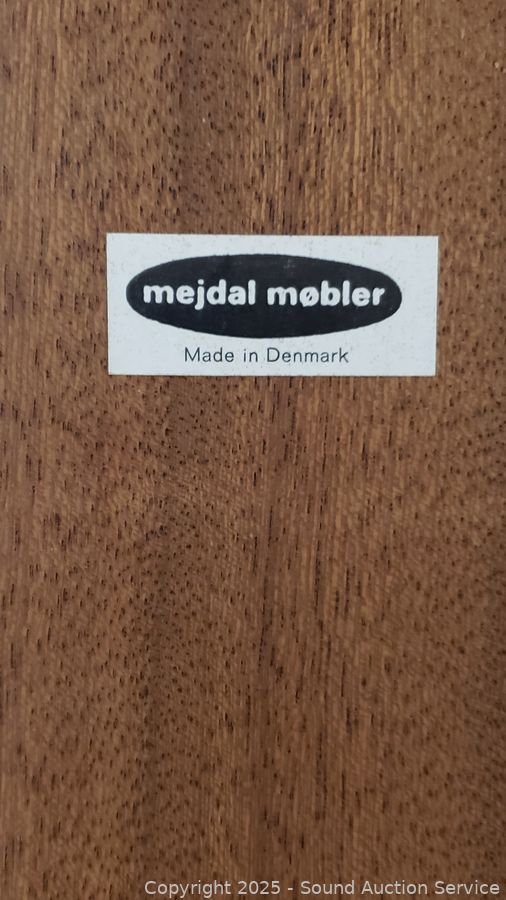 mejdal møbler
Made in Denmark
Copyright 2025 - Sound Auction Service